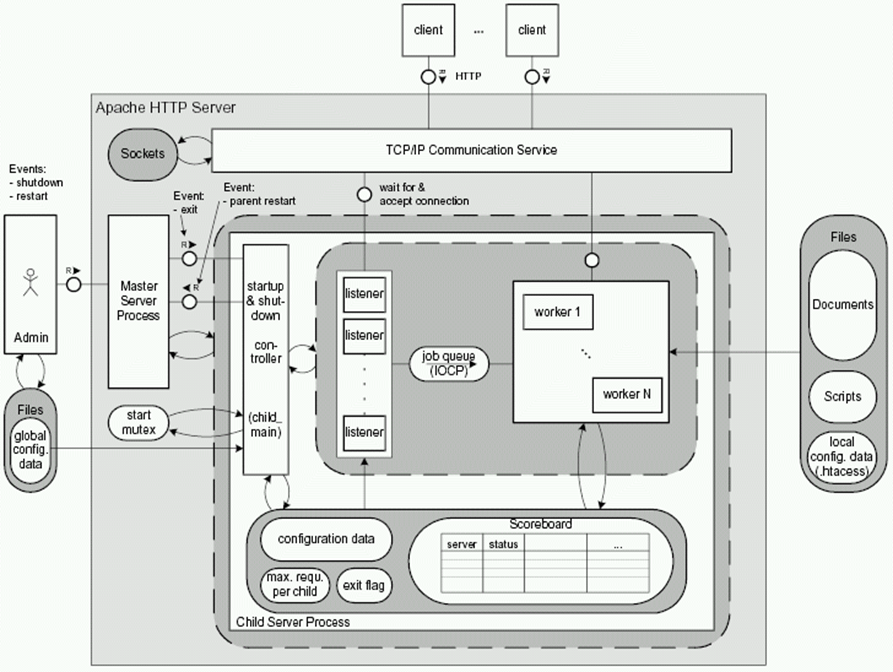 client
...
client
R
HTTP
R
Apache HTTP Server
Sockets
TCP/IP Communication Service
Events:
- shutdown
- restart
Event:
- exit
Event:
- parent restart
wait for &
accept connection
R
Admin
Master
Server
Process
R
R
startup
& shut-
down
con-
troller
(child_
main)
listener
listener
listener
job queue
(IOCP)
worker 1
worker N
Files
Documents
Scripts
local
config. data
(.htacess)
Files
global
config.
data
start
mutex
configuration data
max. requ.
per child
exit flag
Scoreboard
server
status
...
Child Server Process